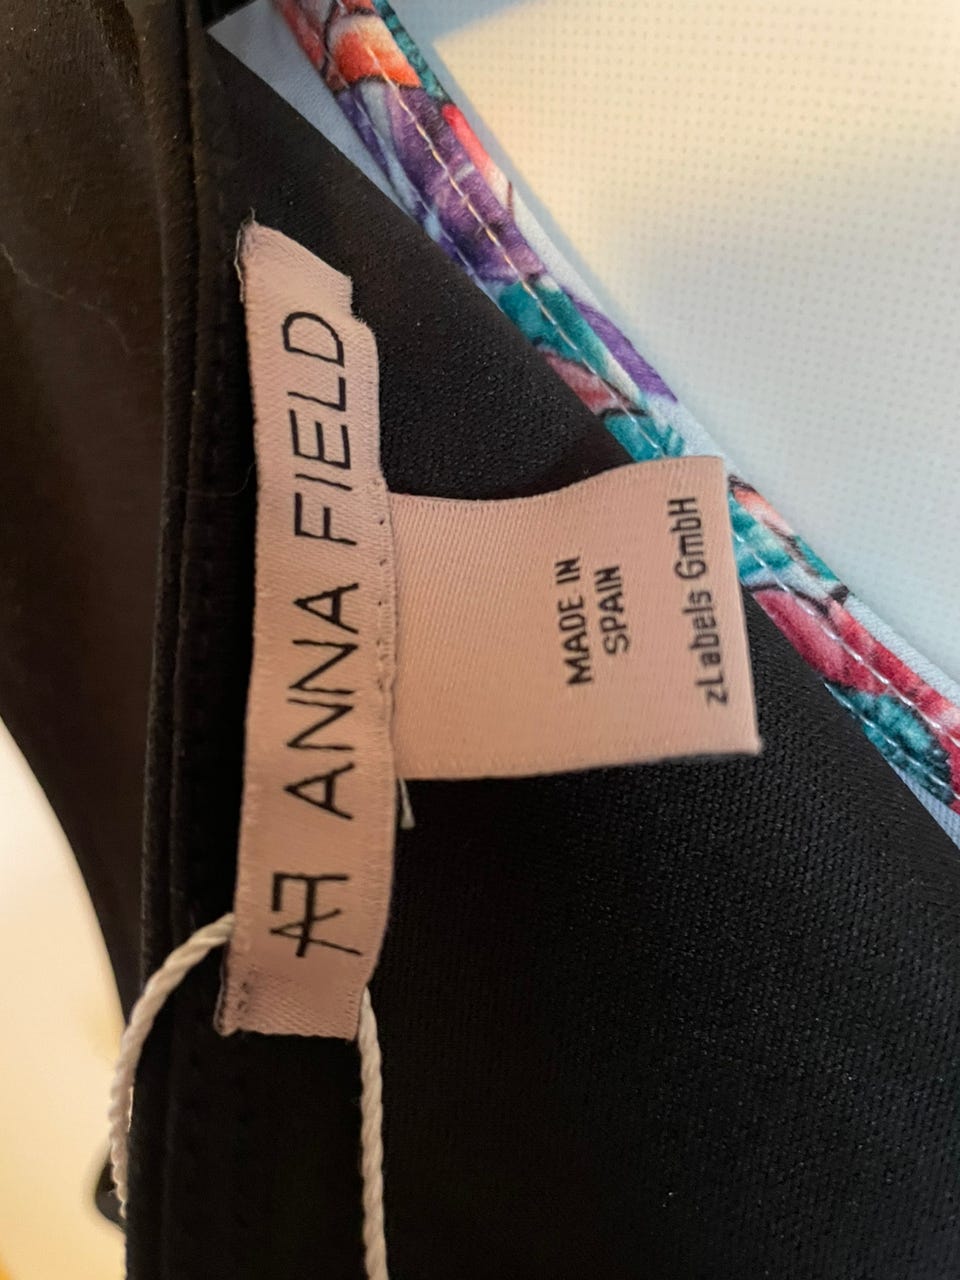 AF ANNA FIELD
MADE IN
SPAIN
zLabels GmbH